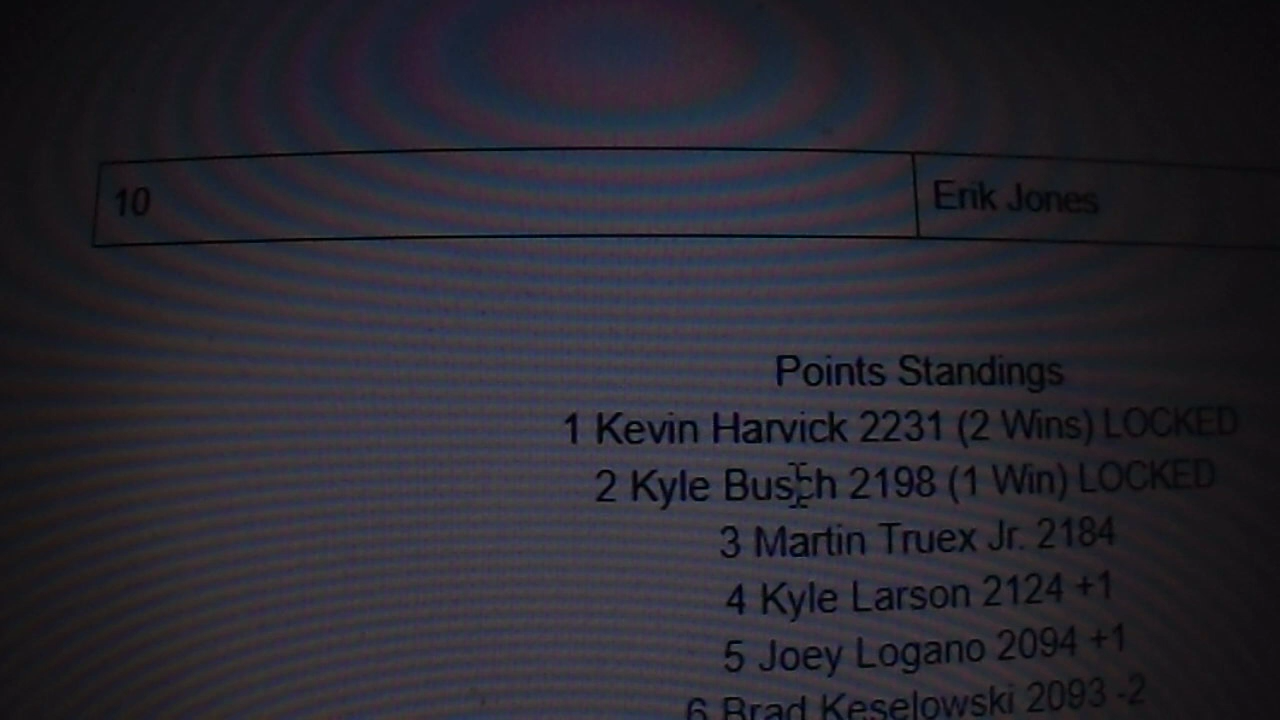 10 Erik Jones
Points Standings
1 Kevin Harvick 2231 (2 Wins) LOCKED
2 Kyle Busch 2198 (1 Win) LOCKED
3 Martin Truex Jr. 2184
4 Kyle Larson 2124 +1
5 Joey Logano 2094 +1
6 Brad Keselowski 2093 -2